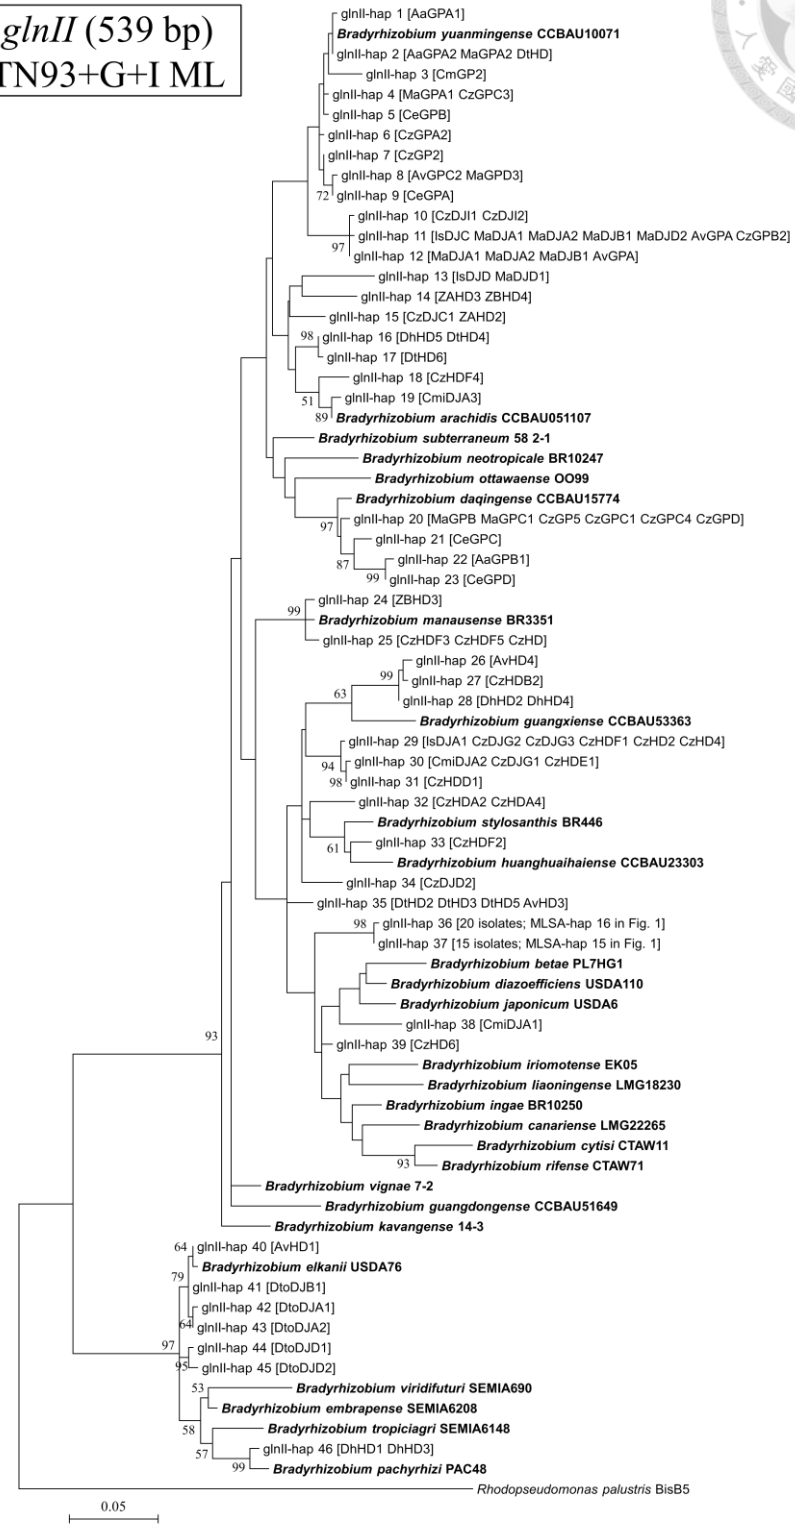 glnII (539 bp)
TN93+G+I ML
人 愛 國
glnII-hap 1 [AaGPA1]
Bradyrhizobium yuanmingense CCBAU10071
glnII-hap 2 [AaGPA2 MaGPA2 DtHD]
glnII-hap 3 [CmGP2]
glnII-hap 4 [MaGPA1 CzGPC3]
glnII-hap 5 [CeGPB]
glnII-hap 6 [CzGPA2]
glnII-hap 7 [CzGP2]
glnII-hap 8 [AvGPC2 MaGPD3]
72 glnII-hap 9 [CeGPA]
glnII-hap 10 [CzDJI1 CzDJI2]
glnII-hap 11 [IsDJC MaDJA1 MaDJA2 MaDJB1 MaDJD2 AvGPA CzGPB2]
97
glnII-hap 12 [MaDJA1 MaDJA2 MaDJB1 AvGPA]
glnII-hap 13 [IsDJD MaDJD1]
glnII-hap 14 [ZAHD3 ZBHD4]
glnII-hap 15 [CzDJC1 ZAHD2]
98 glnII-hap 16 [DhHD5 DtHD4]
glnII-hap 17 [DtHD6]
glnII-hap 18 [CzHDF4]
51 glnII-hap 19 [CmiDJA3]
89 Bradyrhizobium arachidis CCBAU051107
Bradyrhizobium subterraneum 58 2-1
Bradyrhizobium neotropicale BR10247
Bradyrhizobium ottawaense OO99
Bradyrhizobium daqingense CCBAU15774
97 glnII-hap 20 [MaGPB MaGPC1 CzGP5 CzGPC1 CzGPC4 CzGPD]
glnII-hap 21 [CeGPC]
87 glnII-hap 22 [AaGPB1]
99 glnII-hap 23 [CeGPD]
glnII-hap 24 [ZBHD3]
99
Bradyrhizobium manausense BR3351
glnII-hap 25 [CzHDF3 CzHDF5 CzHD]
glnII-hap 26 [AvHD4]
99 glnII-hap 27 [CzHDB2]
63 glnII-hap 28 [DhHD2 DhHD4]
Bradyrhizobium guangxiense CCBAU53363
glnII-hap 29 [IsDJA1 CzDJG2 CzDJG3 CzHDF1 CzHD2 CzHD4]
94 glnII-hap 30 [CmiDJA2 CzDJG1 CzHDE1]
98 glnII-hap 31 [CzHDD1]
glnII-hap 32 [CzHDA2 CzHDA4]
Bradyrhizobium stylosanthis BR446
61 glnII-hap 33 [CzHDF2]
Bradyrhizobium huanghuaihaiense CCBAU23303
glnII-hap 34 [CzDJD2]
glnII-hap 35 [DtHD2 DtHD3 DtHD5 AvHD3]
98 glnII-hap 36 [20 isolates; MLSA-hap 16 in Fig. 1]
glnII-hap 37 [15 isolates; MLSA-hap 15 in Fig. 1]
Bradyrhizobium betae PL7HG1
Bradyrhizobium diazoefficiens USDA110
Bradyrhizobium japonicum USDA6
glnII-hap 38 [CmiDJA1]
93 glnII-hap 39 [CzHD6]
Bradyrhizobium iriomotense EK05
Bradyrhizobium liaoningense LMG18230
Bradyrhizobium ingae BR10250
Bradyrhizobium canariense LMG22265
Bradyrhizobium cytisi CTAW11
93 Bradyrhizobium rifense CTAW71
Bradyrhizobium vignae 7-2
Bradyrhizobium guangdongense CCBAU51649
Bradyrhizobium kavangense 14-3
64 glnII-hap 40 [AvHD1]
Bradyrhizobium elkanii USDA76
79 glnII-hap 41 [DtoDJB1]
glnII-hap 42 [DtoDJA1]
64 glnII-hap 43 [DtoDJA2]
97 glnII-hap 44 [DtoDJD1]
95 glnII-hap 45 [DtoDJD2]
53 Bradyrhizobium viridifuturi SEMIA690
Bradyrhizobium embrapense SEMIA6208
58 Bradyrhizobium tropiciagri SEMIA6148
57 glnII-hap 46 [DhHD1 DhHD3]
99 Bradyrhizobium pachyrhizi PAC48
Rhodopseudomonas palustris BisB5
0.05